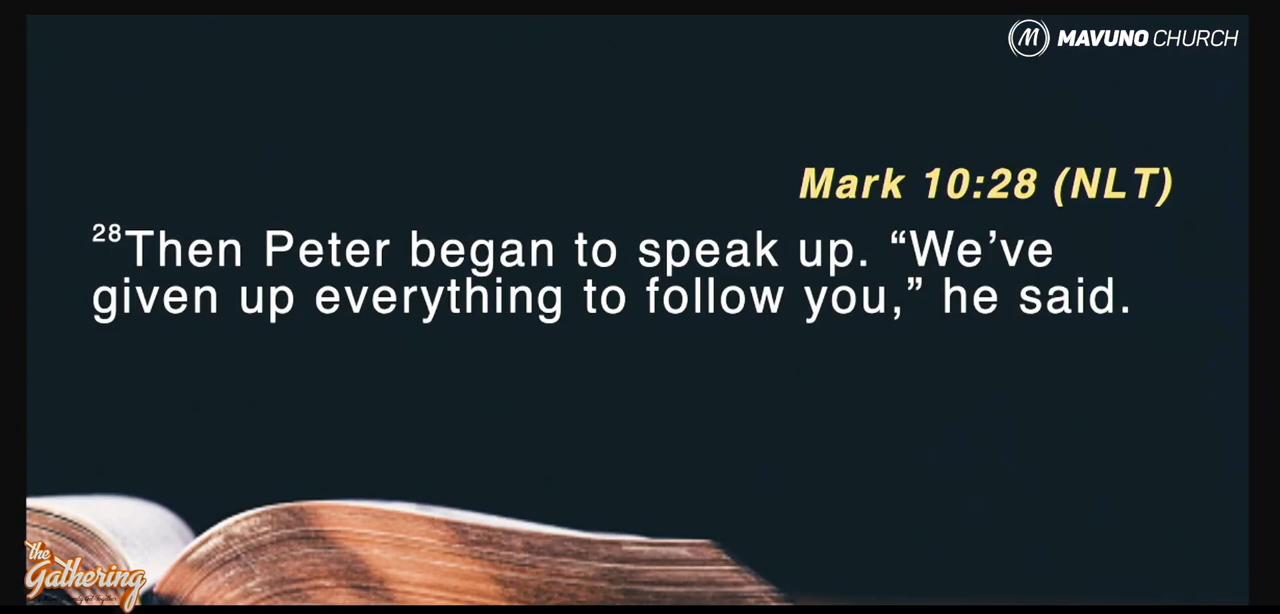 MAVUNO CHURCH
Mark 10:28 (NLT)
28Then Peter began to speak up. “We’ve
given up everything to follow you,” he said.
the
Gathering